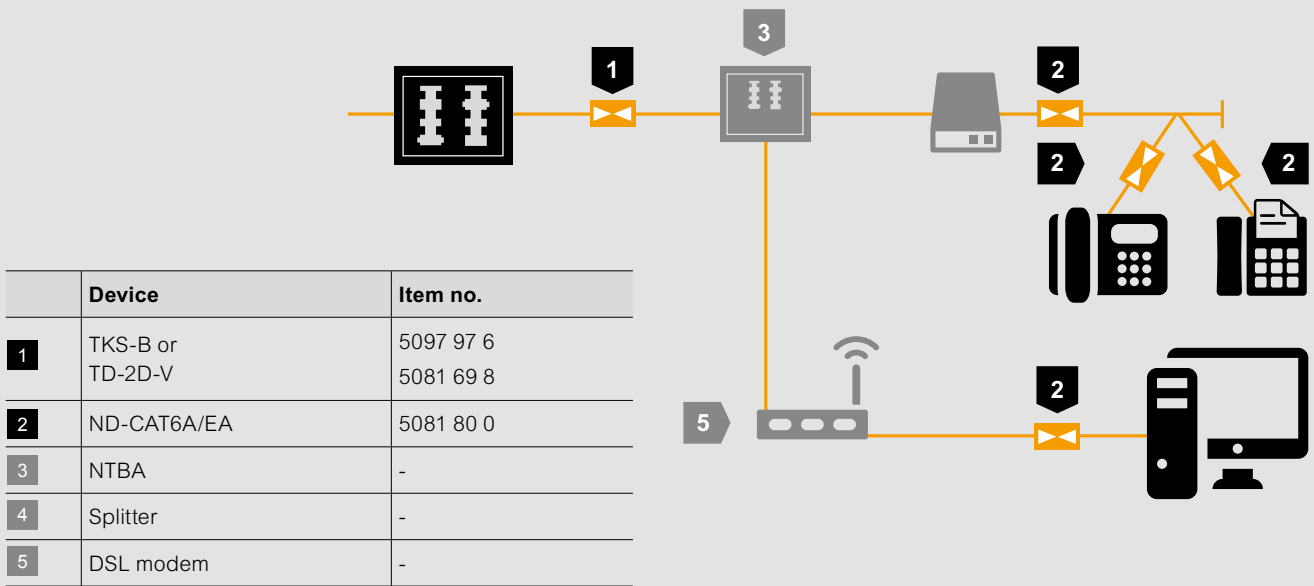 3
1
2
2
2
Device Item no.
1 TKS-B or 5097 97 6
TD-2D-V 5081 69 8
2 ND-CAT6A/EA 5081 80 0
3 NTBA -
4 Splitter -
5 DSL modem -
2
5